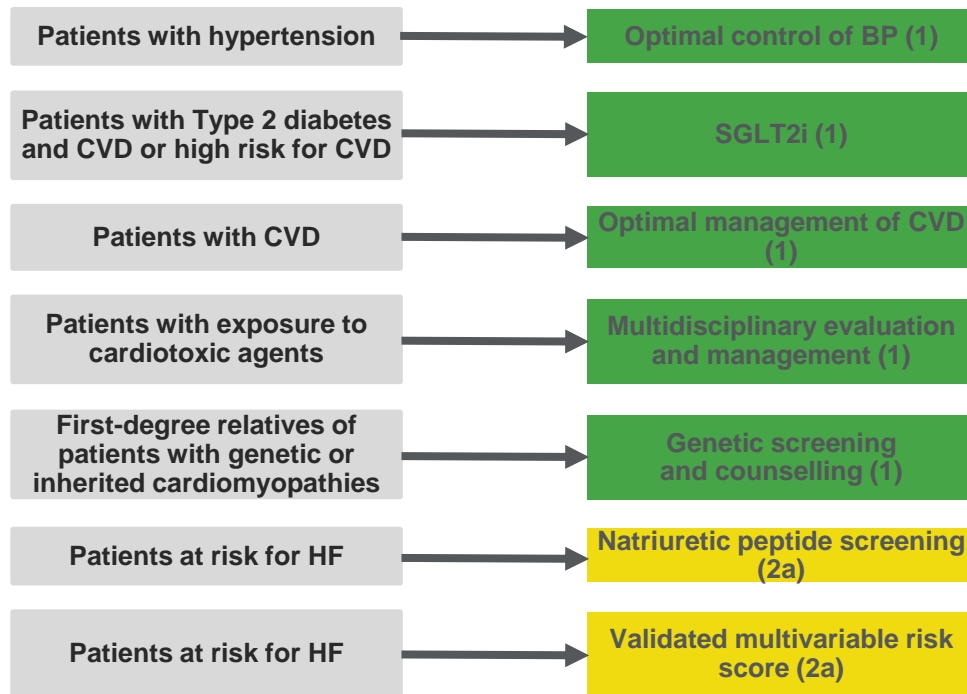 Patients with hypertension
Optimal control of BP (1)
Patients with Type 2 diabetes
and CVD or high risk for CVD
SGLT2i (1)
Patients with CVD
Optimal management of CVD
(1)
Patients with exposure to
cardiotoxic agents
Multidisciplinary evaluation
and management (1)
First-degree relatives of
patients with genetic or
inherited cardiomyopathies
Genetic screening
and counselling (1)
Patients at risk for HF
Natriuretic peptide screening
(2a)
Patients at risk for HF
Validated multivariable risk
score (2a)